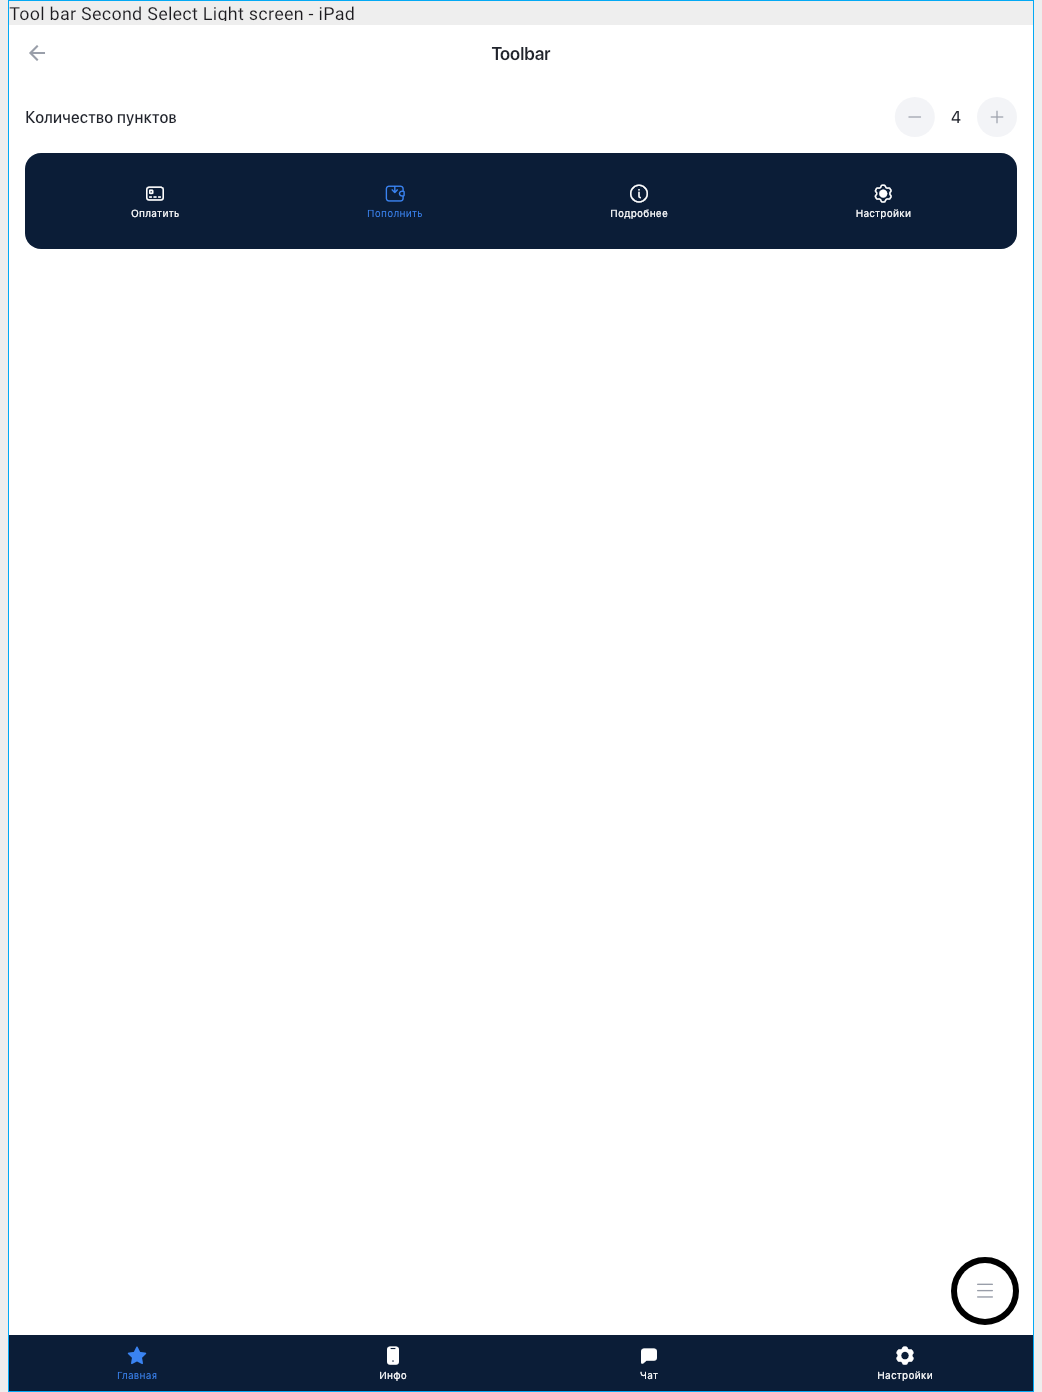 Tool bar Second Select Light screen - iPad
Toolbar
Количество пунктов
4
Оплатить
Пополнить
Подробнее
Настройки
Главная
Инфо
Чат
Настройки